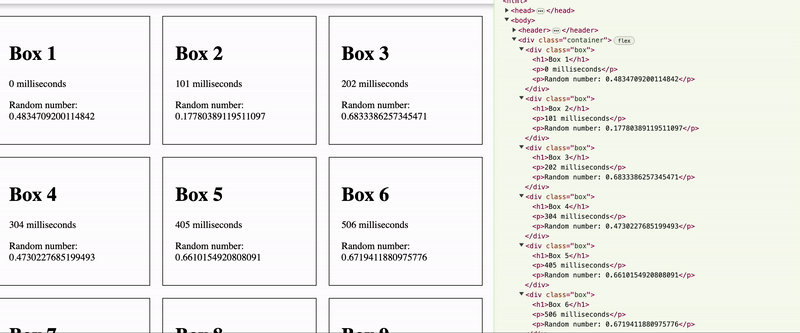 Box 1
0 milliseconds
Random number:
0.4834709200114842
Box 2
101 milliseconds
Random number:
0.17780389119511097
Box 3
202 milliseconds
Random number:
0.6833386257345471
Box 4
304 milliseconds
Random number:
0.4730227685199493
Box 5
405 milliseconds
Random number:
0.6610154920808091
Box 6
506 milliseconds
Random number:
0.6719411880975776
<head> ••• </head>
<body>
<header> ••• </header>
<div class="container"> flex
<div class="box">
<h1>Box 1</h1>
<p>0 milliseconds</p>
<p>Random number: 0.4834709200114842</p>
</div>
<div class="box">
<h1>Box 2</h1>
<p>101 milliseconds</p>
<p>Random number: 0.17780389119511097</p>
</div>
<div class="box">
<h1>Box 3</h1>
<p>202 milliseconds</p>
<p>Random number: 0.6833386257345471</p>
</div>
<div class="box">
<h1>Box 4</h1>
<p>304 milliseconds</p>
<p>Random number: 0.4730227685199493</p>
</div>
<div class="box">
<h1>Box 5</h1>
<p>405 milliseconds</p>
<p>Random number: 0.6610154920808091</p>
</div>
<div class="box">
<h1>Box 6</h1>
<p>506 milliseconds</p>
<p>Random number: 0.6719411880975776</p>